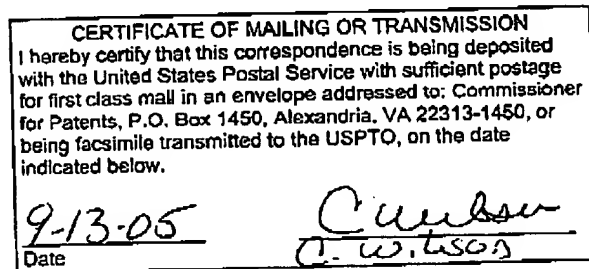 CERTIFICATE OF MAILING OR TRANSMISSION
I hereby certify that this correspondence is being deposited
with the United States Postal Service with sufficient postage
for first class mail in an envelope addressed to: Commissioner
for Patents, P.O. Box 1450, Alexandria, VA 22313-1450, or
being facsimile transmitted to the USPTO, on the date
indicated below.
9-13-05
Date
C. Wilson